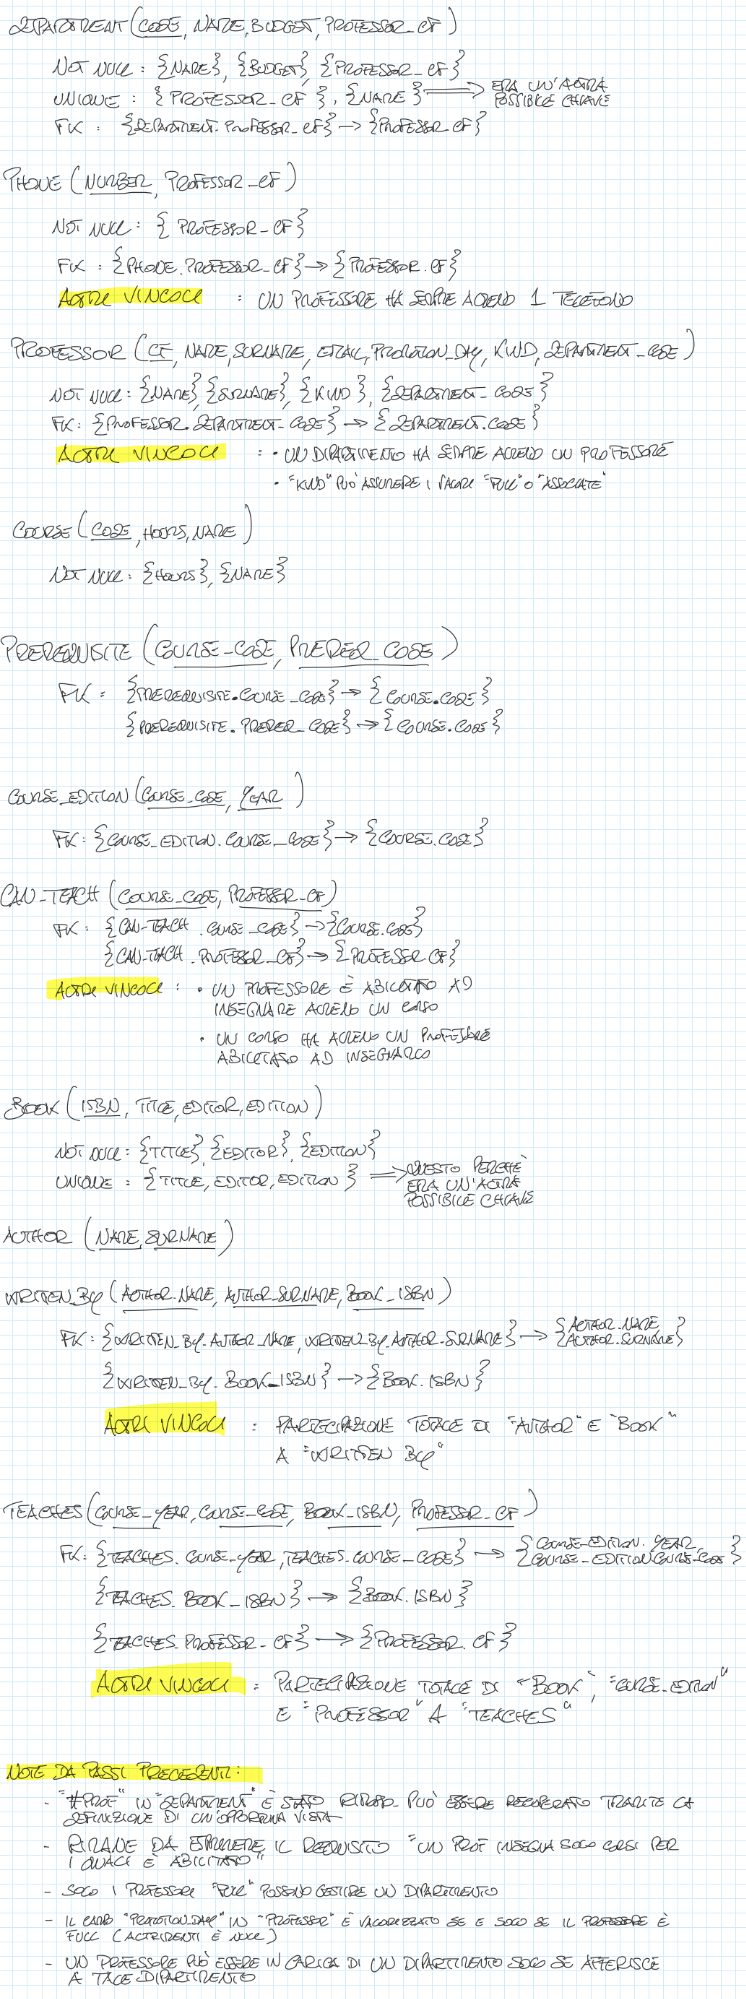 DEPARTMENT (CODE, NAME, BUDGET, PROFESSOR_CF)
NOT NULL : {NAME}, {BUDGET}, {PROFESSOR_CF}
UNIQUE : {PROFESSOR_CF}, {NAME} ⇒ ERA UN'ALTRA
POSSIBILE CHIAVE
FK : {DEPARTMENT.PROFESSOR_CF} → {PROFESSOR_CF}
PHONE (NUMBER, PROFESSOR_CF)
NOT NULL : {PROFESSOR_CF}
FK : {PHONE.PROFESSOR_CF} → {PROFESSOR.CF}
ALTRI VINCOLI : UN PROFESSORE HA SEMPRE ALMENO 1 TELEFONO
PROFESSOR (CF, NAME, SURNAME, EMAIL, PROMOTION_DAY, KIND, DEPARTMENT_CODE)
NOT NULL : {NAME}, {SURNAME}, {KIND}, {DEPARTMENT_CODE}
FK : {PROFESSOR.DEPARTMENT_CODE} → {DEPARTMENT.CODE}
ALTRI VINCOLI : • UN DIPARTIMENTO HA SEMPRE ALMENO UN PROFESSORE
• "KIND" PUÒ ASSUMERE I VALORI "FULL" O "ASSOCIATE"
COURSE (CODE, HOURS, NAME)
NOT NULL : {HOURS}, {NAME}
PREREQUISITE (COURSE_CODE, PREREQ_CODE)
FK : {PREREQUISITE.COURSE_CODE} → {COURSE.CODE}
{PREREQUISITE.PREREQ_CODE} → {COURSE.CODE}
COURSE_EDITION (COURSE_CODE, YEAR)
FK : {COURSE_EDITION.COURSE_CODE} → {COURSE.CODE}
CAN-TEACH (COURSE_CODE, PROFESSOR_CF)
FK : {CAN-TEACH.COURSE_CODE} → {COURSE.CODE}
{CAN-TEACH.PROFESSOR_CF} → {PROFESSOR.CF}
ALTRI VINCOLI : • UN PROFESSORE È ABILITATO AD
INSEGNARE ALMENO UN CORSO
• UN CORSO HA ALMENO UN PROFESSORE
ABILITATO AD INSEGNARLO
BOOK (ISBN, TITLE, EDITOR, EDITION)
NOT NULL : {TITLE}, {EDITOR}, {EDITION}
UNIQUE : {TITLE, EDITOR, EDITION} ⇒ QUESTO PERCHÈ
ERA UN'ALTRA
POSSIBILE CHIAVE
AUTHOR (NAME, SURNAME)
WRITTEN_BY (AUTHOR_NAME, AUTHOR_SURNAME, BOOK_ISBN)
FK : {WRITTEN_BY.AUTHOR_NAME, WRITTEN_BY.AUTHOR_SURNAME} → {AUTHOR.NAME, AUTHOR.SURNAME}
{WRITTEN_BY.BOOK_ISBN} → {BOOK.ISBN}
ALTRI VINCOLI : PARTECIPAZIONE TOTALE DI "AUTHOR" E "BOOK"
A "WRITTEN BY"
TEACHES (COURSE_YEAR, COURSE_CODE, BOOK_ISBN, PROFESSOR_CF)
FK : {TEACHES.COURSE_YEAR, TEACHES.COURSE_CODE} → {COURSE_EDITION.YEAR, COURSE_EDITION.COURSE_CODE}
{TEACHES.BOOK_ISBN} → {BOOK.ISBN}
{TEACHES.PROFESSOR_CF} → {PROFESSOR.CF}
ALTRI VINCOLI : PARTECIPAZIONE TOTALE DI "BOOK", "COURSE_EDITION"
E "PROFESSOR" A "TEACHES"
NOTE DA PASSI PRECEDENTI :
- "#PROF" IN "DEPARTMENT" È STATO RIMOSSO. PUÒ ESSERE RECUPERATO TRAMITE LA
DEFINIZIONE DI UN'OPPORTUNA VISTA
- RIMANE DA ESPRIMERE IL REQUISITO "UN PROF INSEGNA SOLO CORSI PER
I QUALI È ABILITATO"
- SOLO I PROFESSORI "FULL" POSSONO GESTIRE UN DIPARTIMENTO
- IL CAMPO "PROMOTION_DAY" IN "PROFESSOR" È VALORIZZATO SE E SOLO SE IL PROFESSORE È
FULL (ALTRIMENTI È NULL)
- UN PROFESSORE PUÒ ESSERE IN CARICA DI UN DIPARTIMENTO SOLO SE AFFERISCE
A TALE DIPARTIMENTO